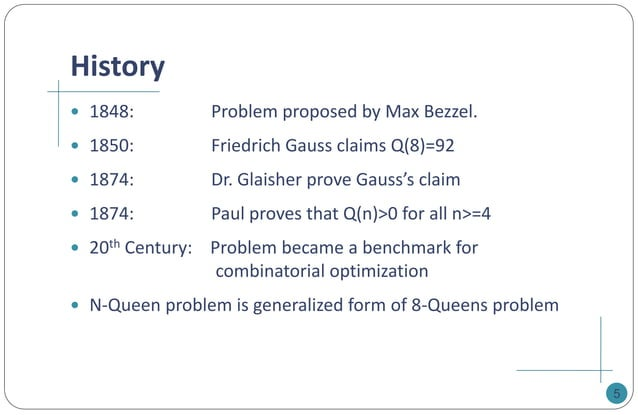 History
• 1848: Problem proposed by Max Bezzel.
• 1850: Friedrich Gauss claims Q(8)=92
• 1874: Dr. Glaisher prove Gauss’s claim
• 1874: Paul proves that Q(n)>0 for all n>=4
• 20th Century: Problem became a benchmark for
combinatorial optimization
• N-Queen problem is generalized form of 8-Queens problem
5